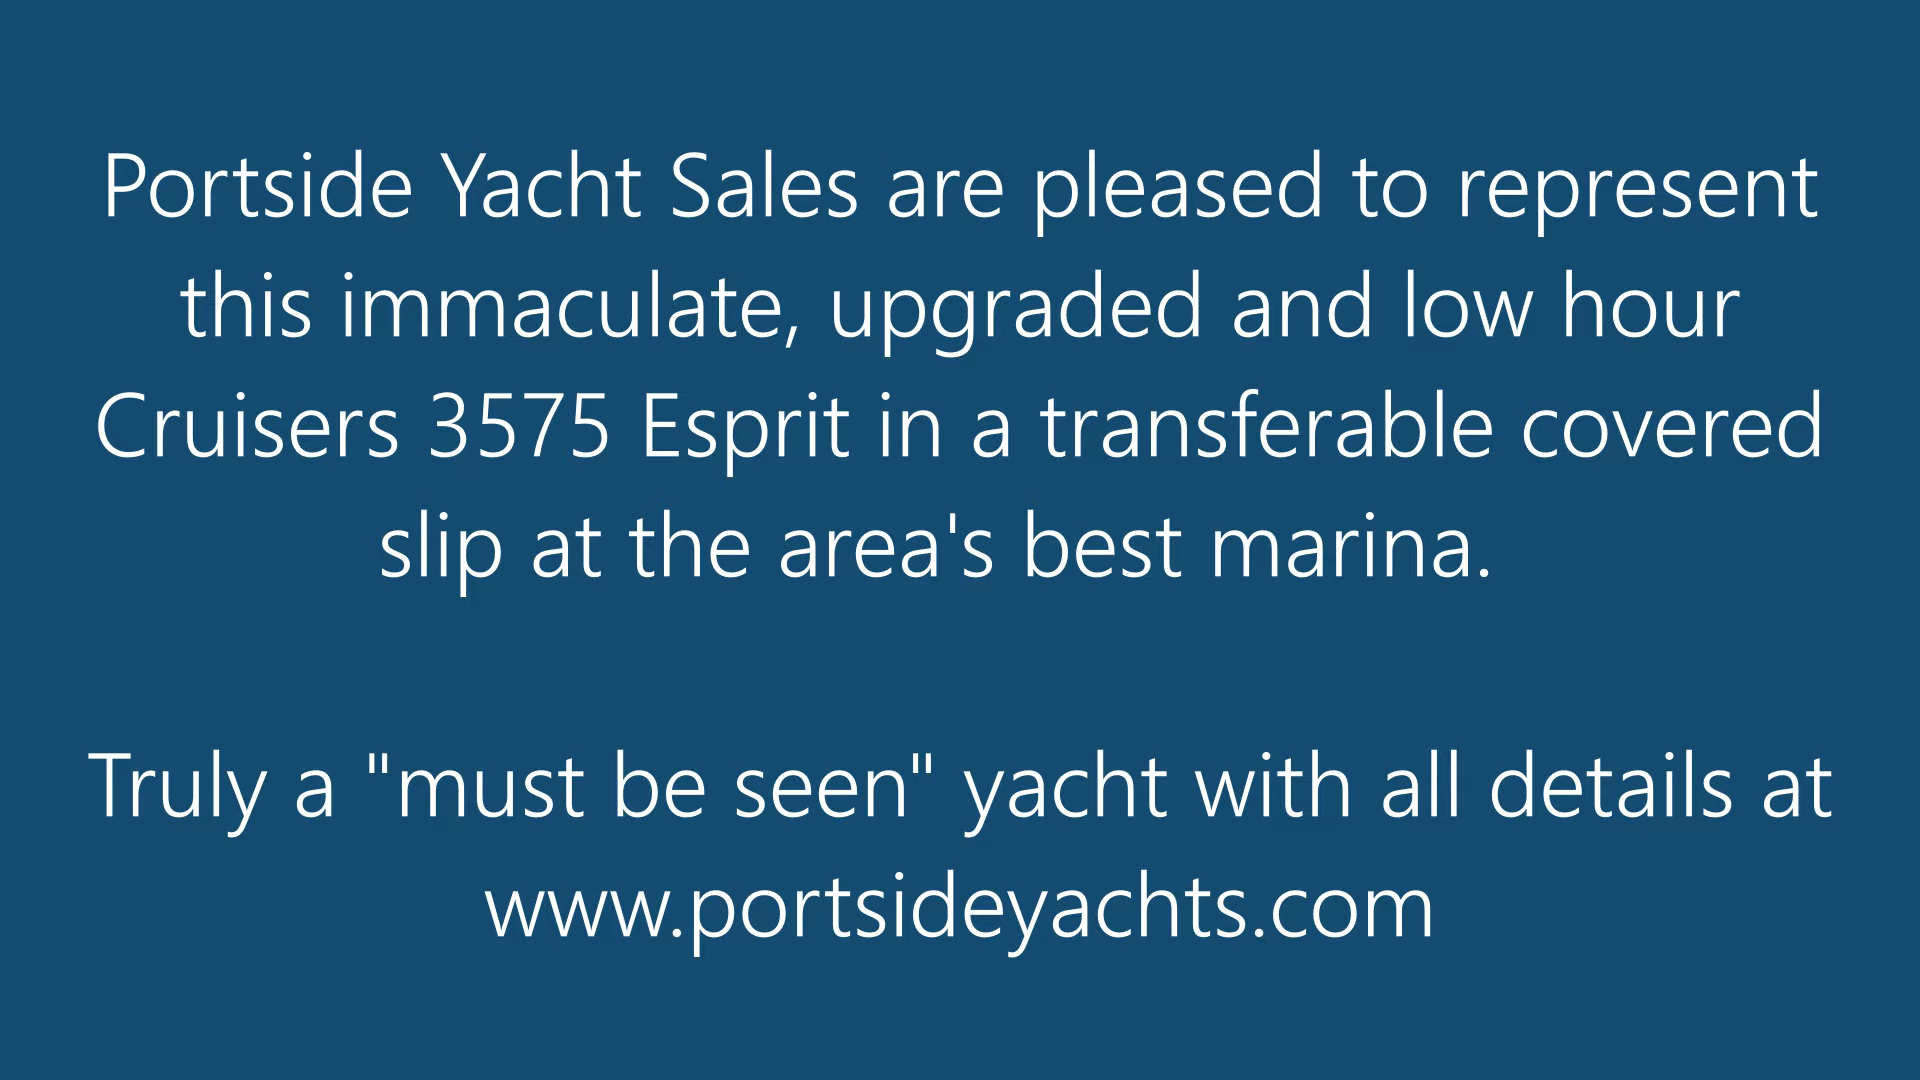 Portside Yacht Sales are pleased to represent
this immaculate, upgraded and low hour
Cruisers 3575 Esprit in a transferable covered
slip at the area's best marina.
Truly a "must be seen" yacht with all details at
www.portsideyachts.com